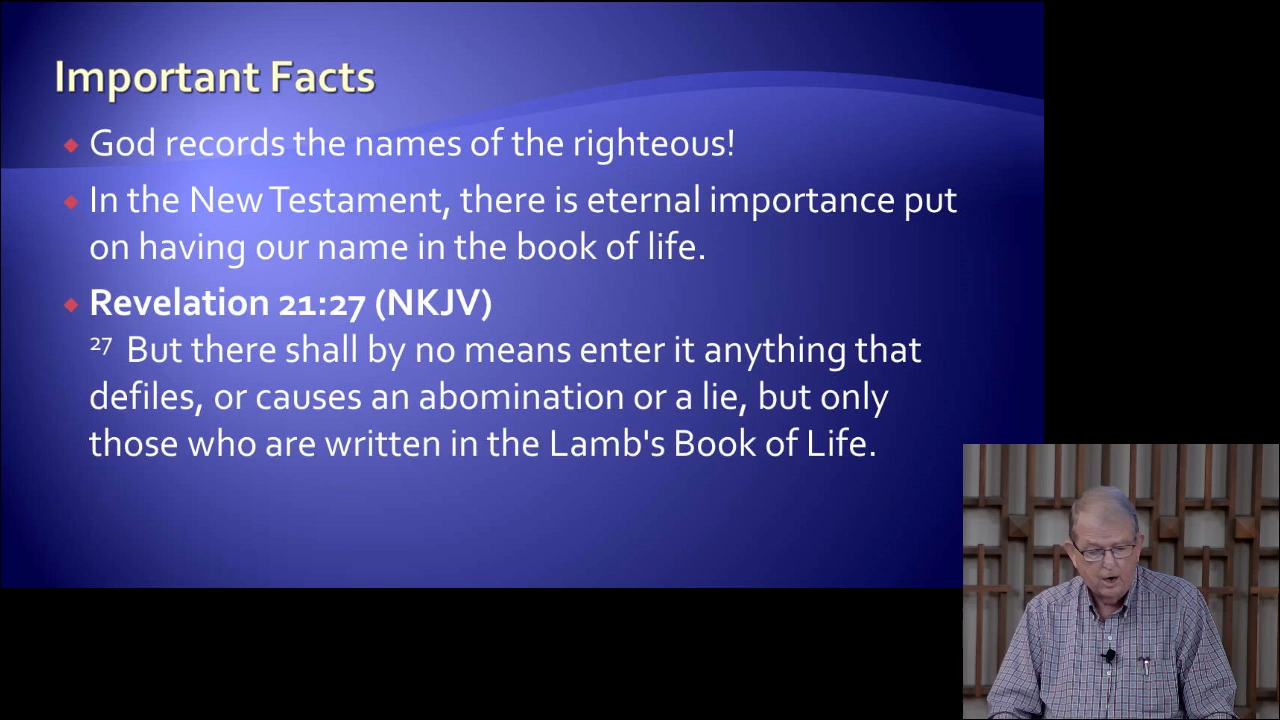 Important Facts
God records the names of the righteous!
In the New Testament, there is eternal importance put
on having our name in the book of life.
Revelation 21:27 (NKJV)
27 But there shall by no means enter it anything that
defiles, or causes an abomination or a lie, but only
those who are written in the Lamb's Book of Life.